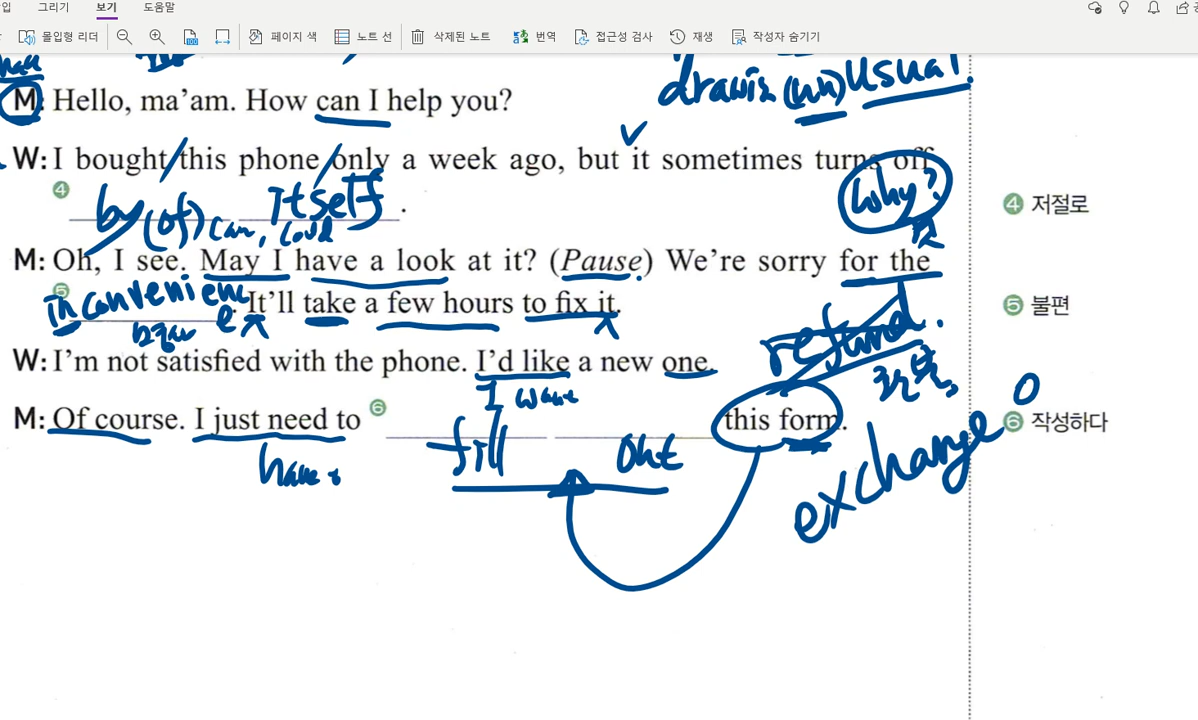 입 그리기 보기 도움말
몰입형 리더 페이지 색 노트 선 삭제된 노트 번역 접근성 검사 재생 작성자 숨기기
usual.
M: Hello, ma'am. How can I help you?
W: I bought this phone only a week ago, but it sometimes turns off
④ by (of) itself. ④ 저절로
why?
can, could
M: Oh, I see. May I have a look at it? (Pause) We're sorry for the
⑤ inconvenience. It'll take a few hours to fix it. ⑤ 불편
refund.
W: I'm not satisfied with the phone. I'd like a new one.
I want
M: Of course. I just need to ⑥ fill out this form. ⑥ 작성하다
have
exchange